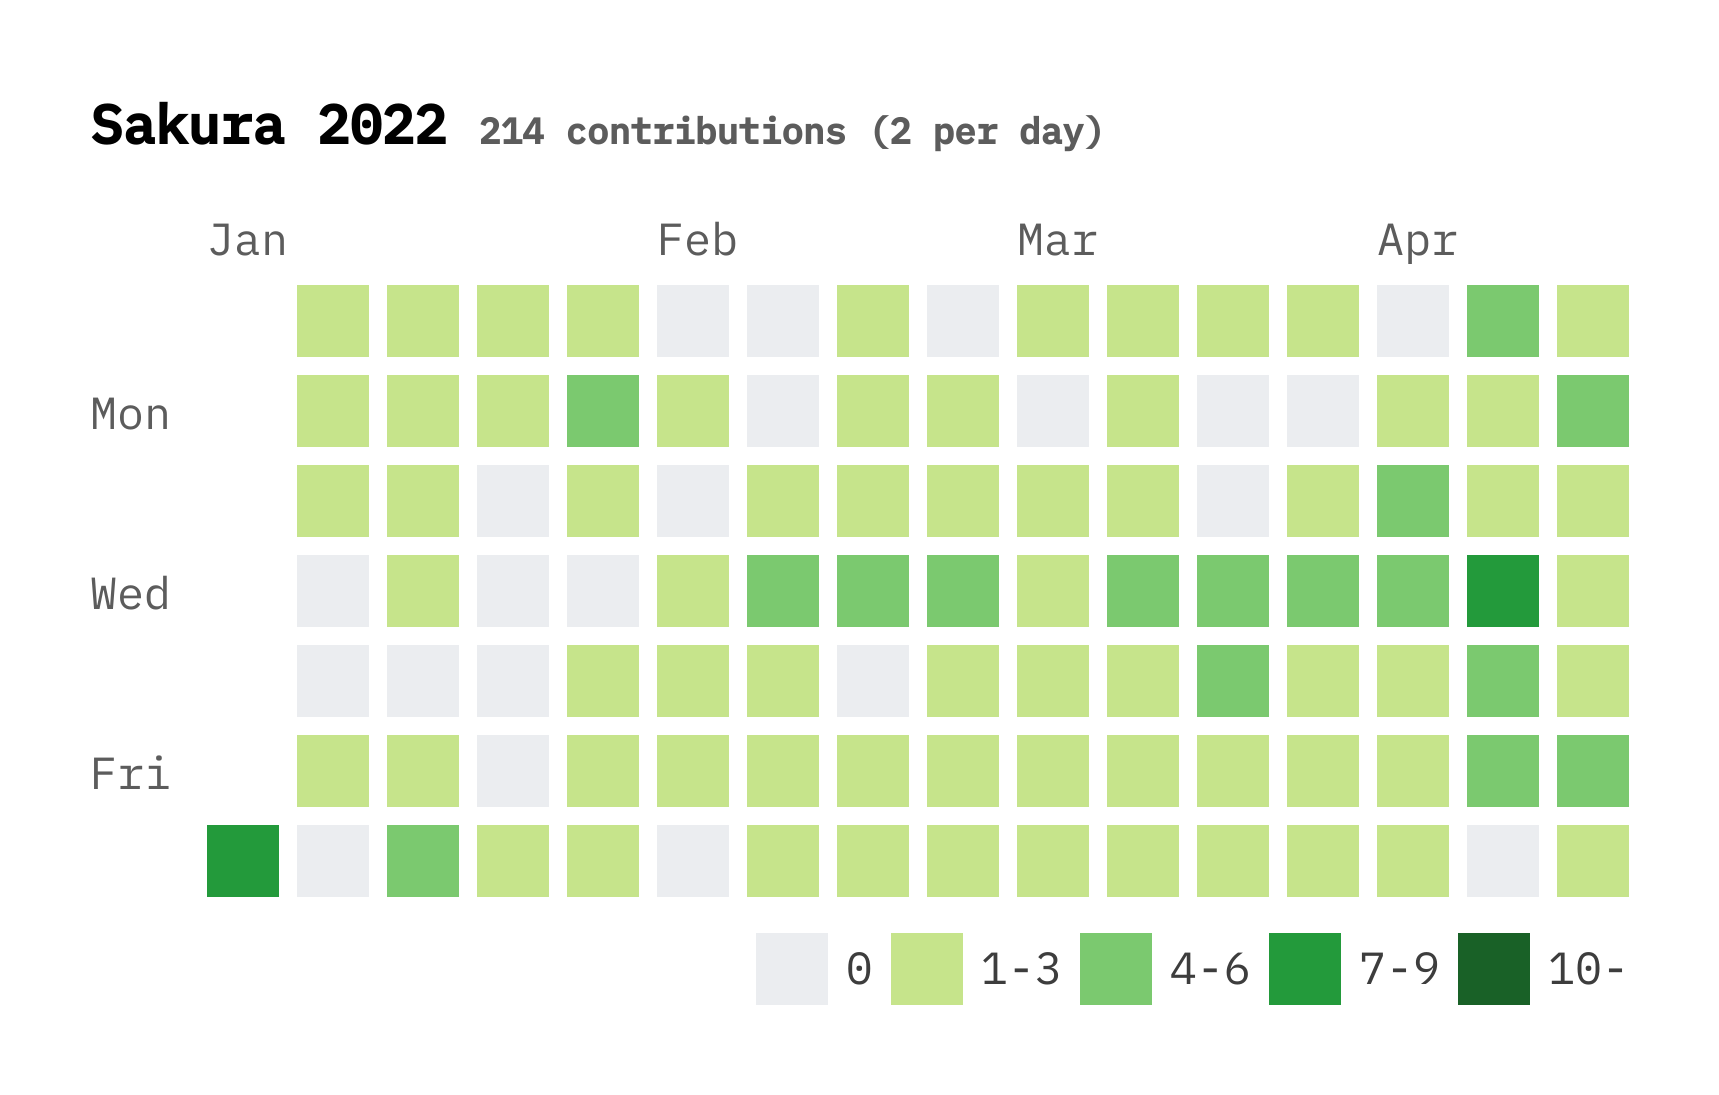 Sakura 2022 214 contributions (2 per day)
Jan Feb Mar Apr
Mon
Wed
Fri
0 1-3 4-6 7-9 10-